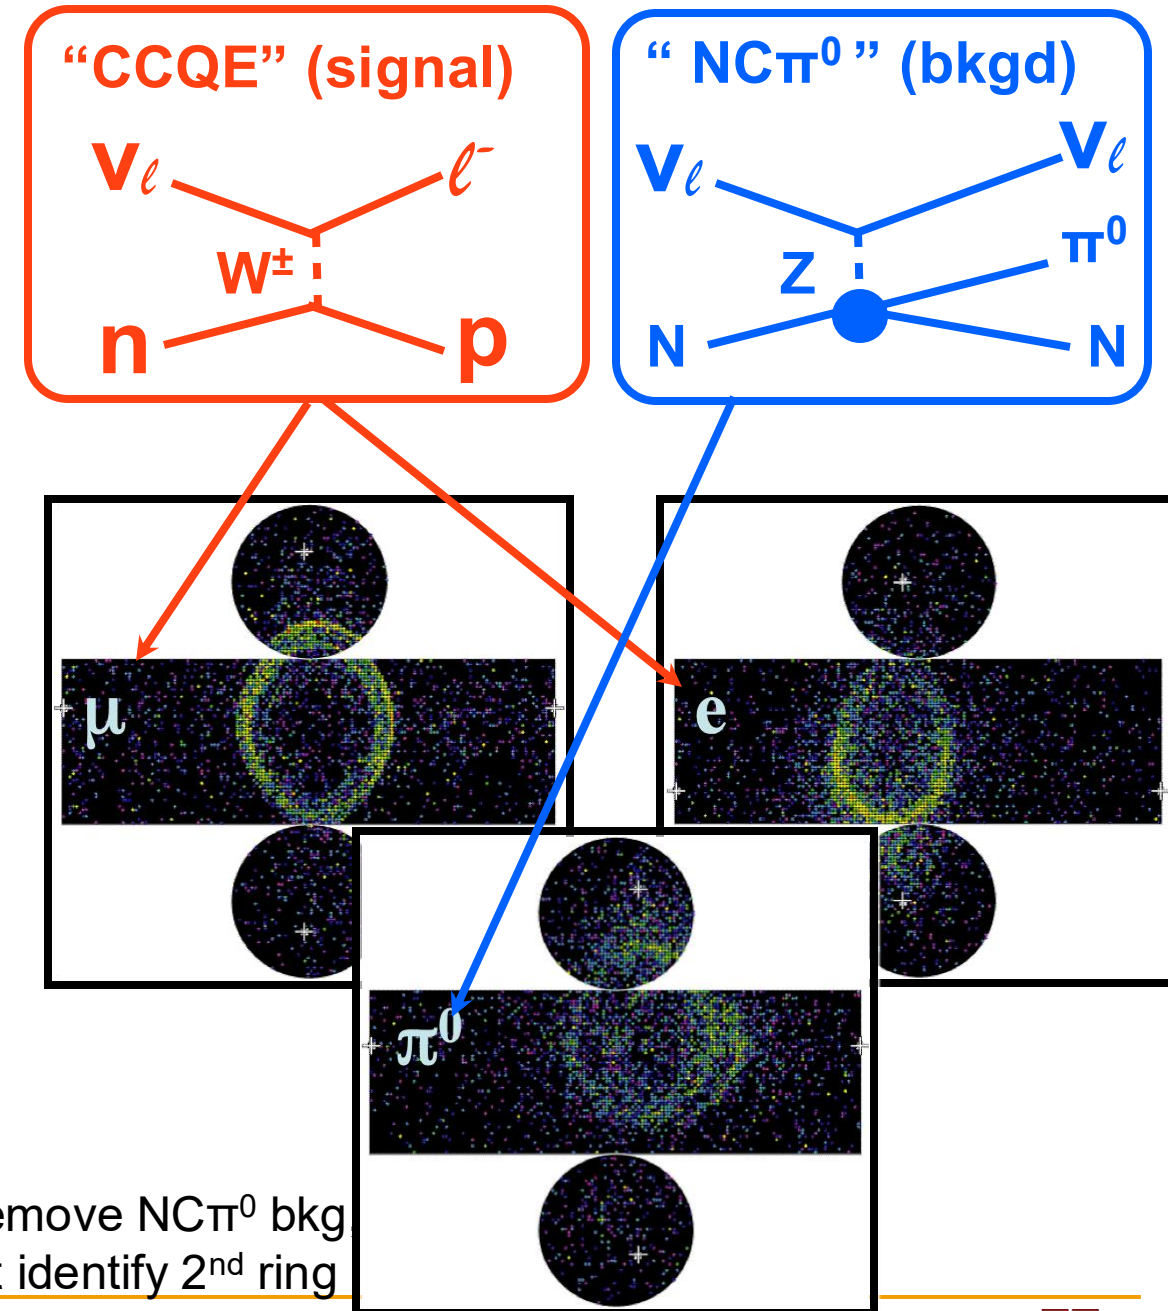 “CCQE” (signal)
νℓ
ℓ⁻
W±
n
p
“ NCπ⁰ ” (bkgd)
νℓ
νℓ
π⁰
Z
N
N
μ
e
π⁰
emove NCπ⁰ bkg,
identify 2nd ring